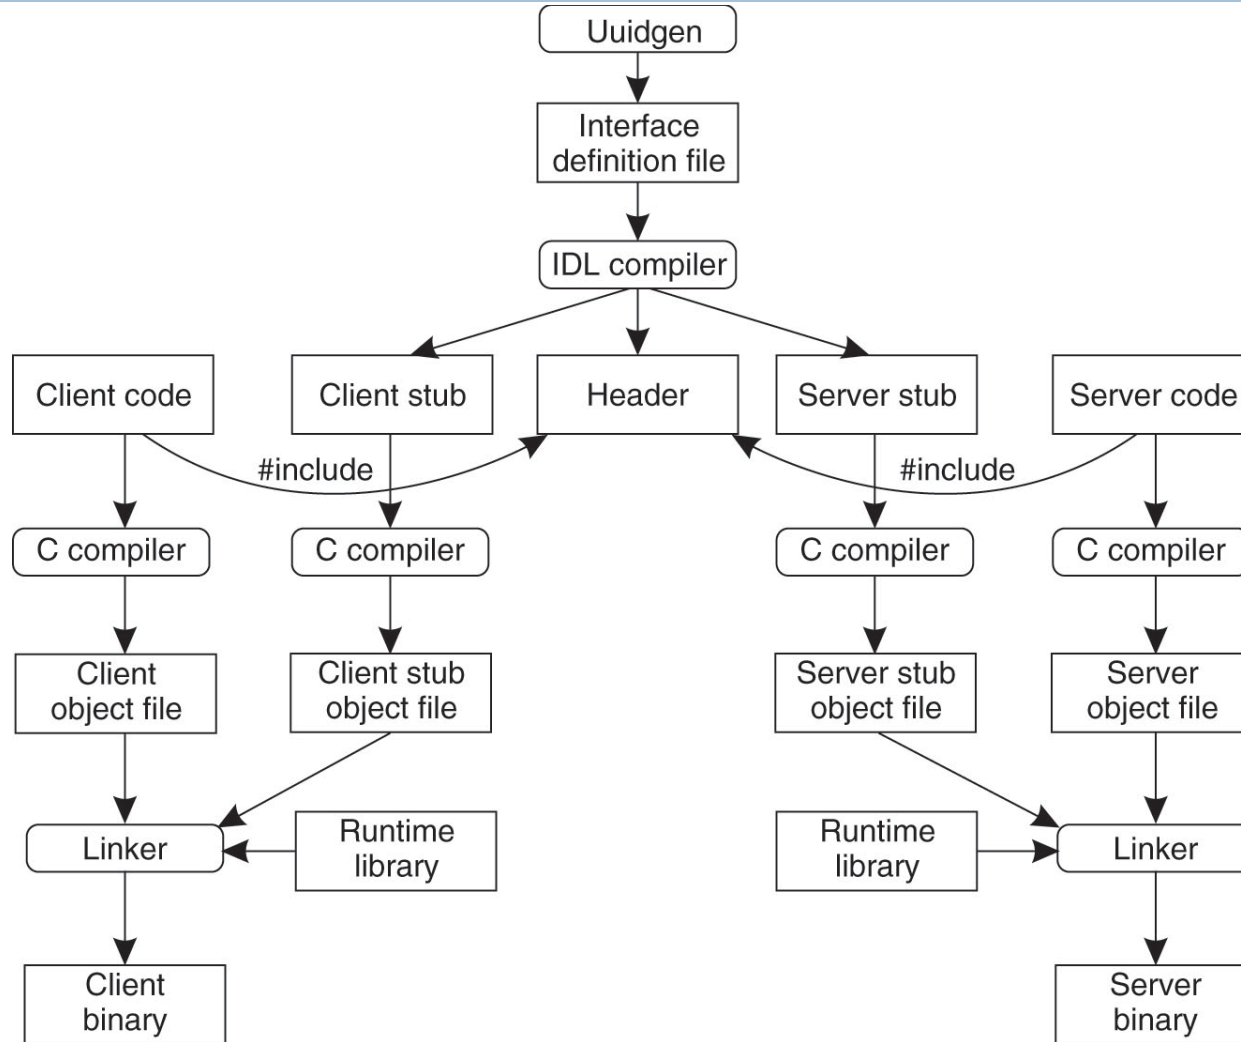 Uuidgen
Interface
definition file
IDL compiler
Client code
Client stub
Header
Server stub
Server code
#include
#include
C compiler
C compiler
C compiler
C compiler
Client
object file
Client stub
object file
Server stub
object file
Server
object file
Linker
Runtime
library
Runtime
library
Linker
Client
binary
Server
binary